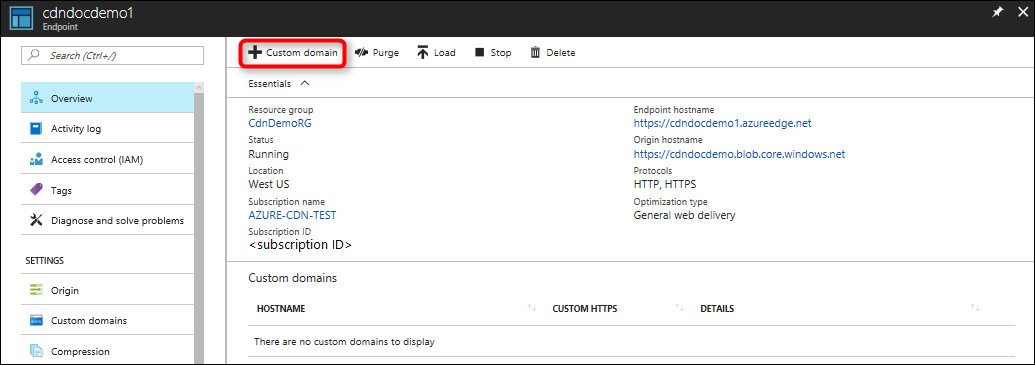 cdndocdemo1
Endpoint
Search (Ctrl+/)
Overview
Activity log
Access control (IAM)
Tags
Diagnose and solve problems
SETTINGS
Origin
Custom domains
Compression
Custom domain Purge Load Stop Delete
Essentials
Resource group
CdnDemoRG
Status
Running
Location
West US
Subscription name
AZURE-CDN-TEST
Subscription ID
<subscription ID>
Endpoint hostname
https://cdndocdemo1.azureedge.net
Origin hostname
https://cdndocdemo.blob.core.windows.net
Protocols
HTTP, HTTPS
Optimization type
General web delivery
Custom domains
HOSTNAME CUSTOM HTTPS DETAILS
There are no custom domains to display